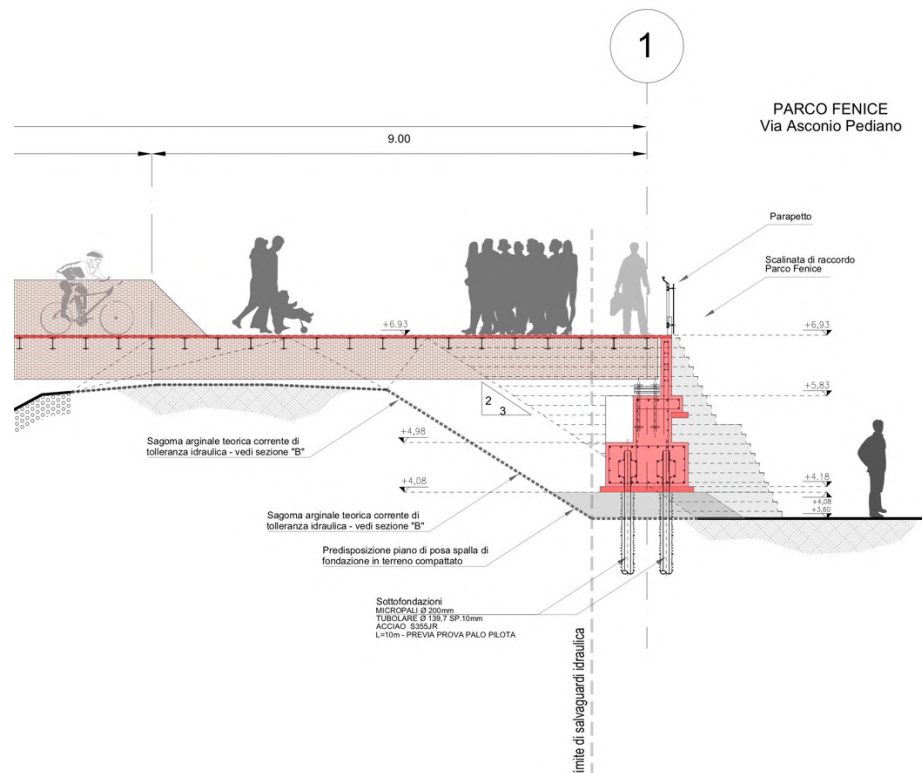 1
PARCO FENICE
Via Asconio Pediano
9.00
Parapetto
Scalinata di raccordo
Parco Fenice
+6.93
+6,93
+5,83
2
3
+4,98
Sagoma arginale teorica corrente di
tolleranza idraulica - vedi sezione "B"
+4.18
+4,08
+4,08
+3,60
Sagoma arginale teorica corrente di
tolleranza idraulica - vedi sezione "B"
Predisposizione piano di posa spalla di
fondazione in terreno compattato
Sottofondazioni
MICROPALI Ø 200mm
TUBOLARE Ø 139,7 SP.10mm
ACCIAO S355JR
L=10m - PREVIA PROVA PALO PILOTA
imite di salvaguardi idraulica